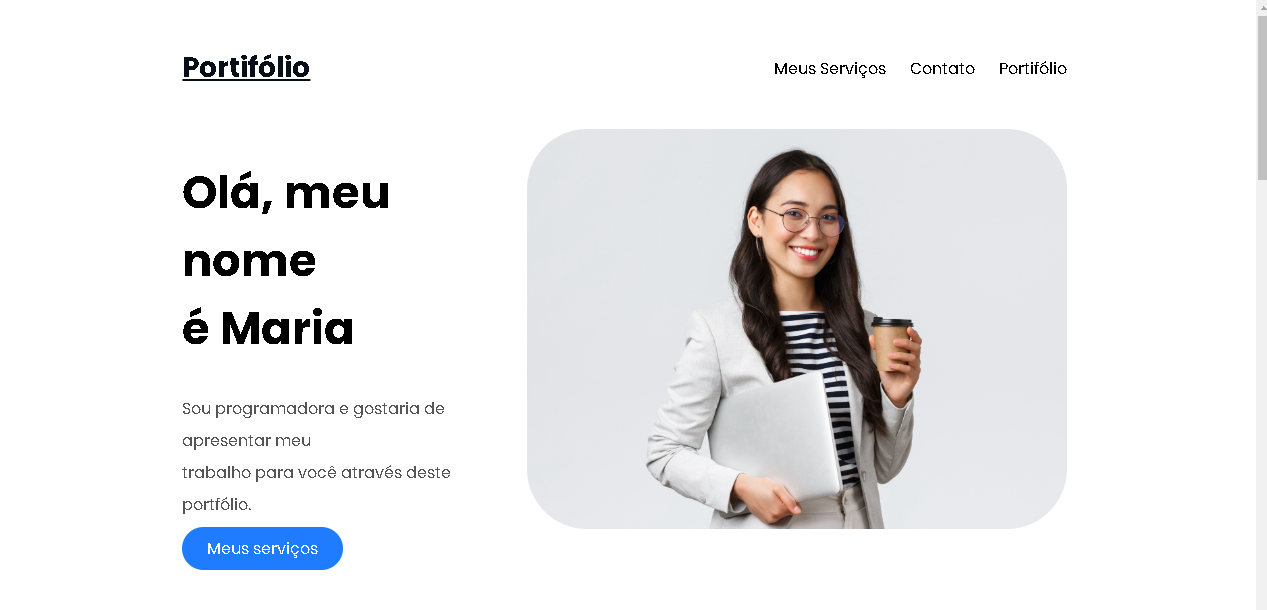 Portifólio
Meus Serviços Contato Portifólio
Olá, meu
nome
é Maria
Sou programadora e gostaria de
apresentar meu
trabalho para você através deste
portfólio.
Meus serviços